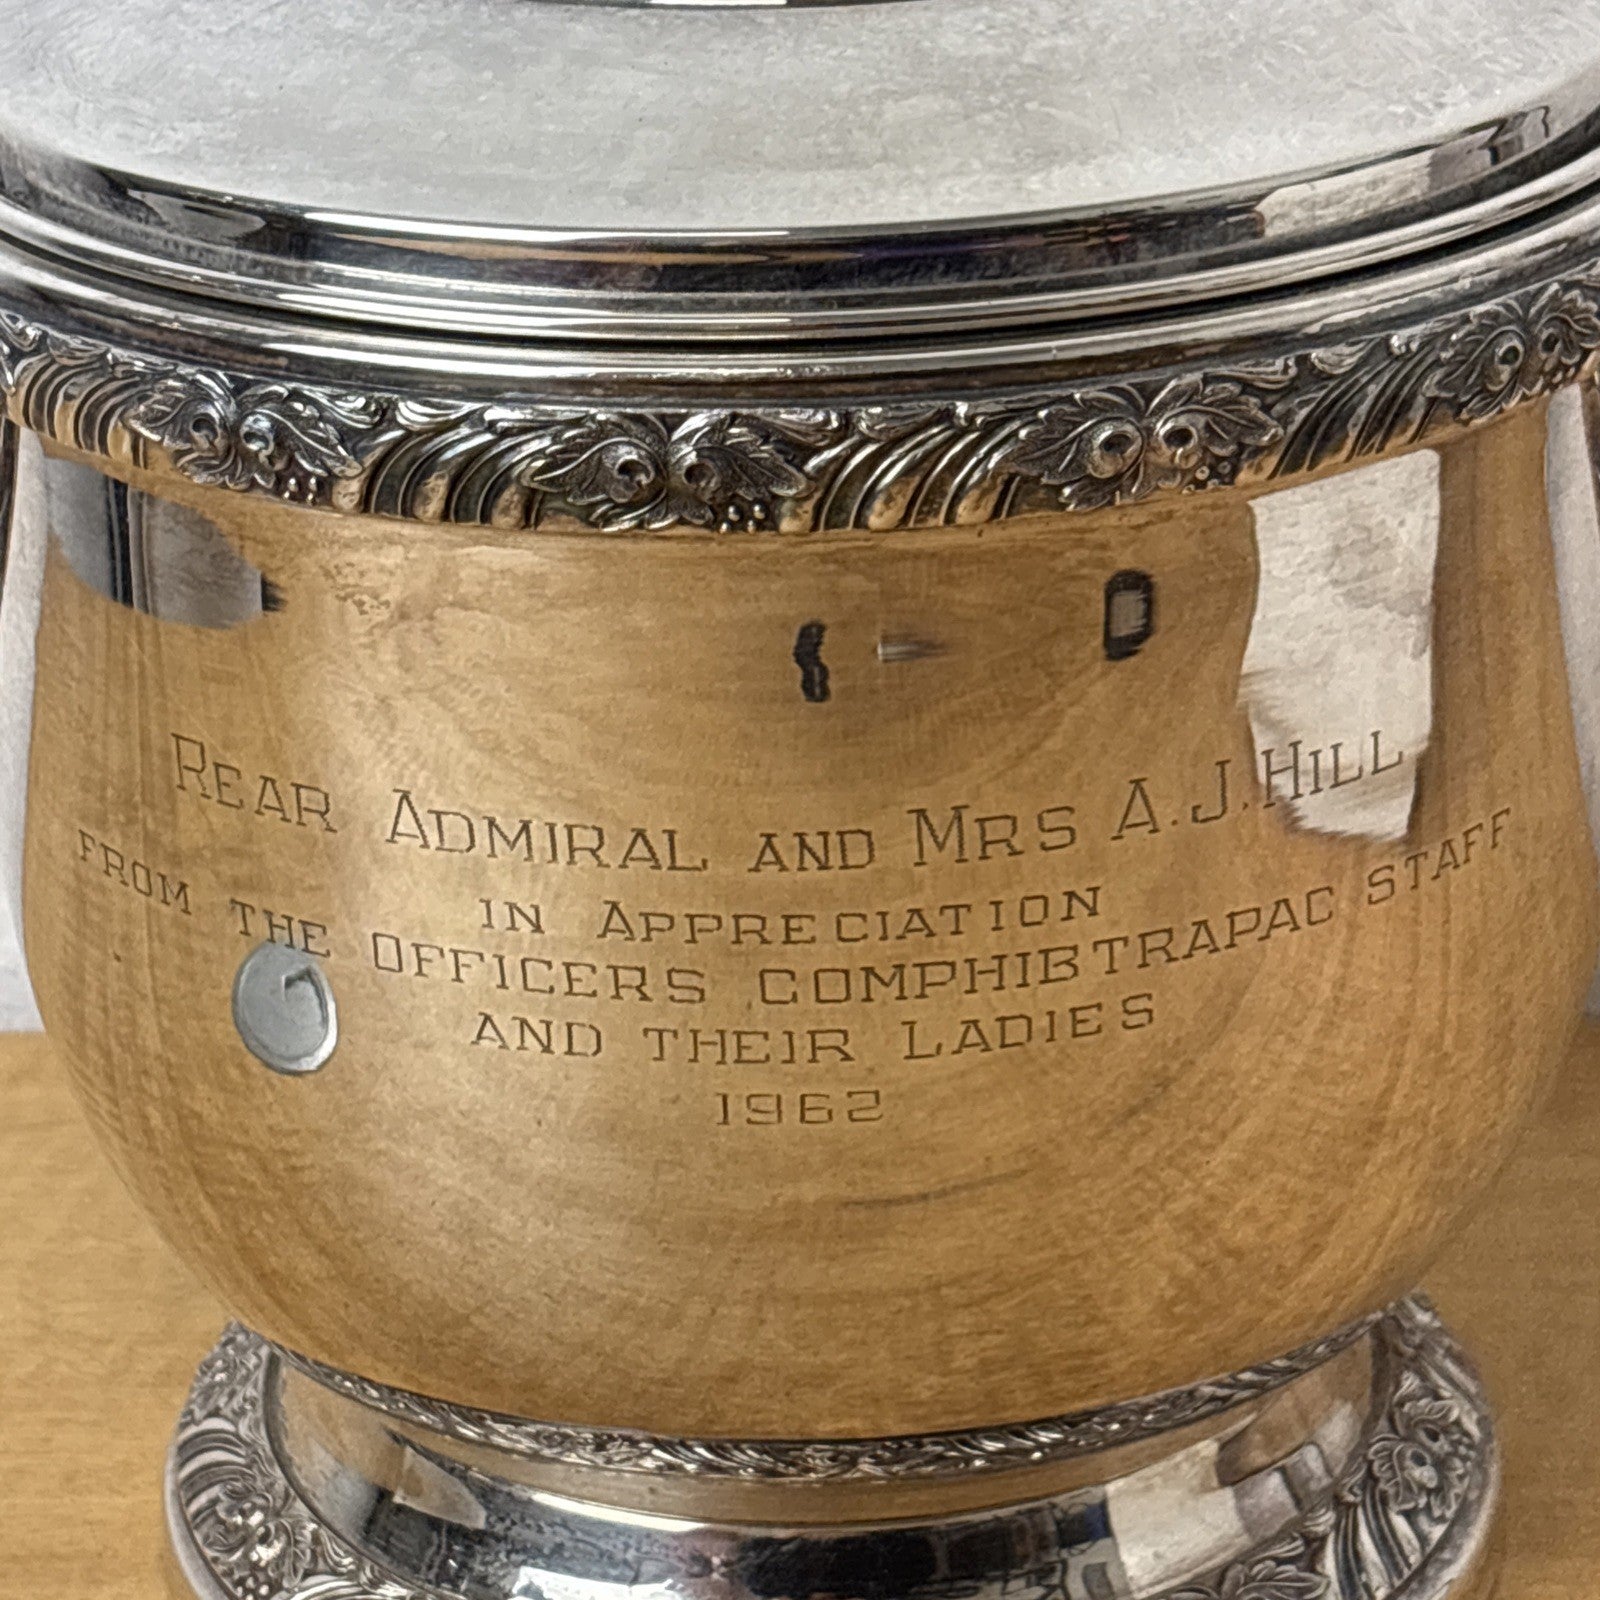 REAR ADMIRAL AND MRS A.J. HILL
IN APPRECIATION
FROM THE OFFICERS COMPHIBTRAPAC STAFF
AND THEIR LADIES
1962